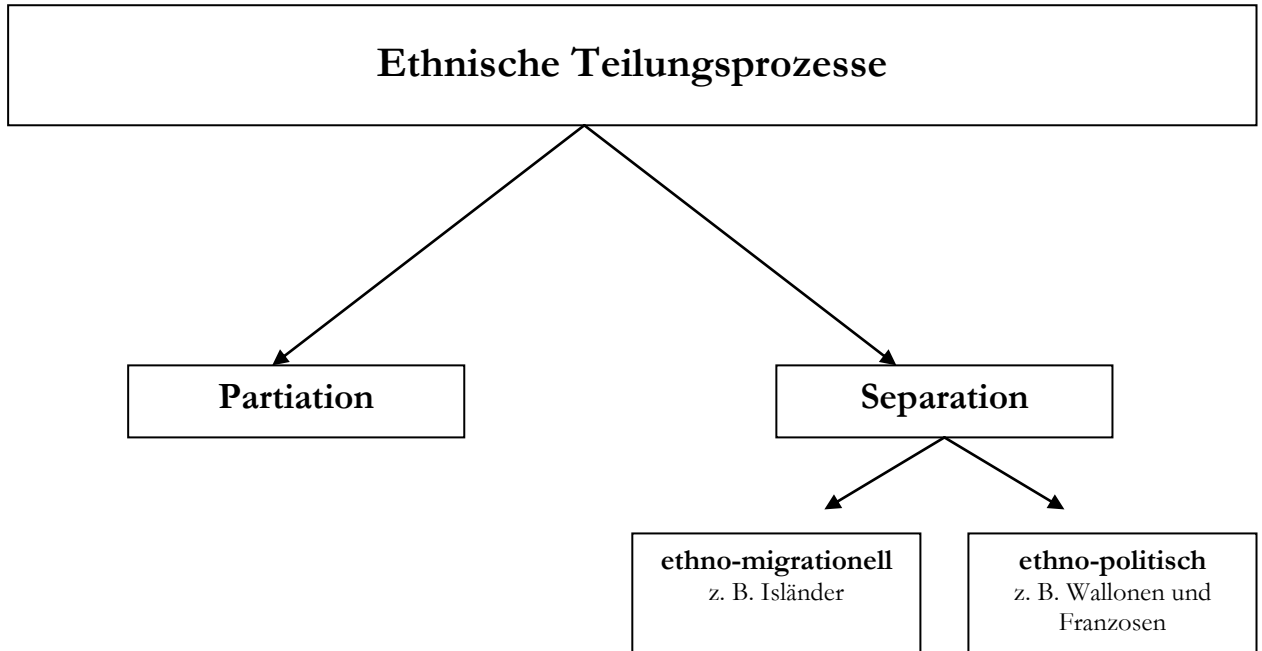 Ethnische Teilungsprozesse
Partiation
Separation
ethno-migrationell
z. B. Isländer
ethno-politisch
z. B. Wallonen und
Franzosen